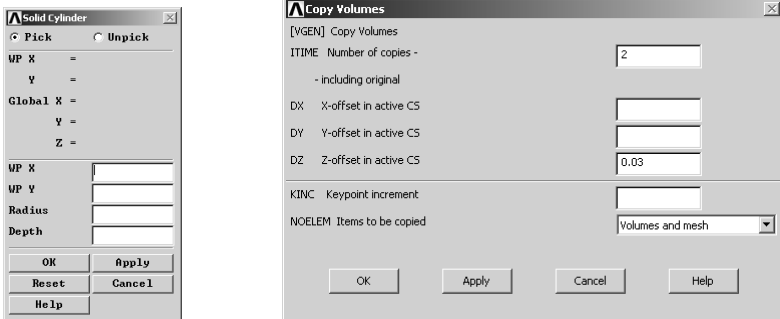 Solid Cylinder
Pick Unpick
WP X =
Y =
Global X =
Y =
Z =
WP X
WP Y
Radius
Depth
OK Apply
Reset Cancel
Help
Copy Volumes
[VGEN] Copy Volumes
ITIME Number of copies - 2
- including original
DX X-offset in active CS
DY Y-offset in active CS
DZ Z-offset in active CS 0.03
KINC Keypoint increment
NOELEM Items to be copied Volumes and mesh
OK Apply Cancel Help